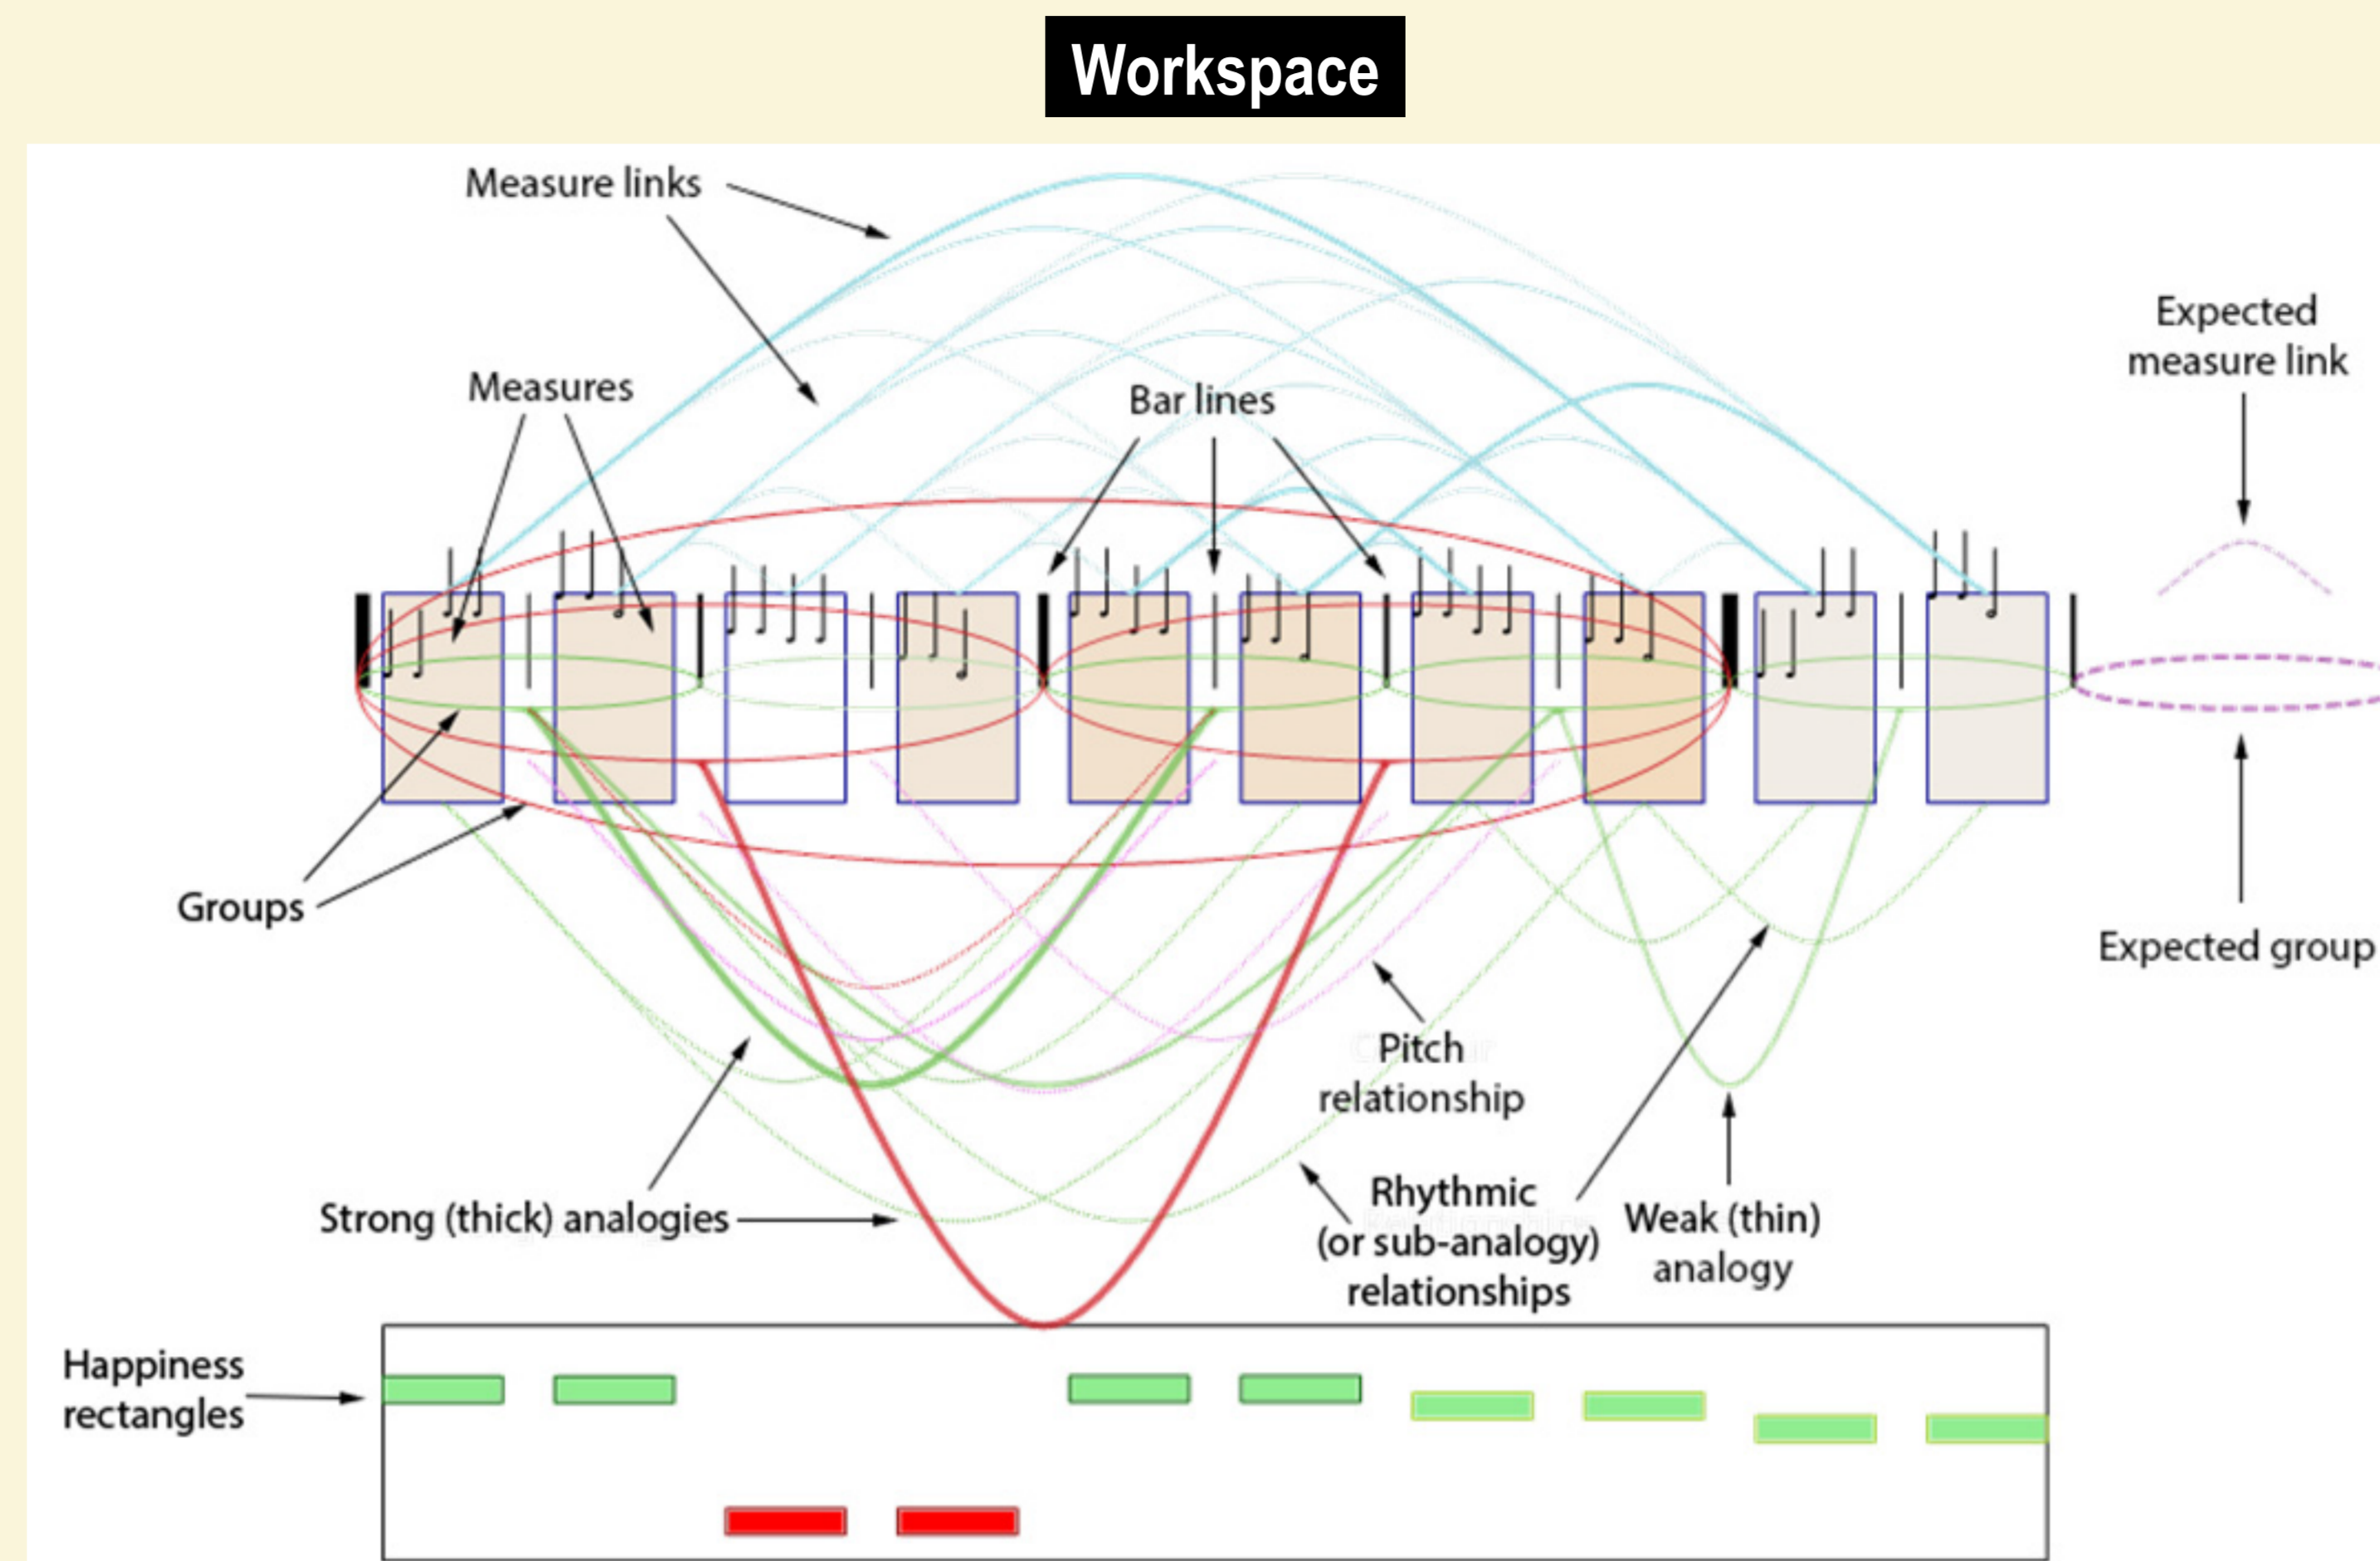 Workspace
Measure links
Expected
measure link
Measures
Bar lines
Groups
Expected group
Pitch
relationship
Rhythmic
(or sub-analogy)
relationships
Strong (thick) analogies
Weak (thin)
analogy
Happiness
rectangles